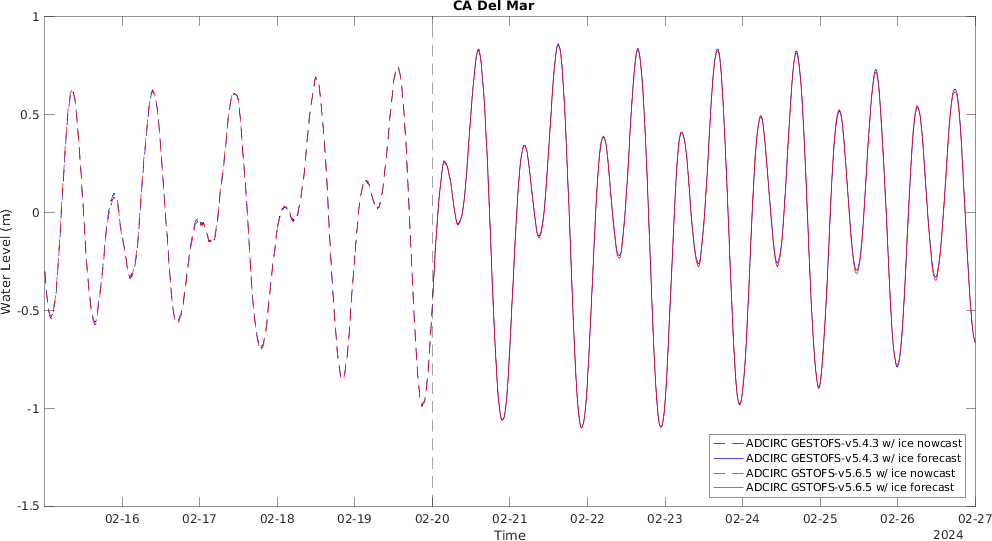 CA Del Mar
1
0.5
0
-0.5
-1
-1.5
Water Level (m)
ADCIRC GESTOFS-v5.4.3 w/ ice nowcast
ADCIRC GESTOFS-v5.4.3 w/ ice forecast
ADCIRC GSTOFS-v5.6.5 w/ ice nowcast
ADCIRC GSTOFS-v5.6.5 w/ ice forecast
02-16 02-17 02-18 02-19 02-20 02-21 02-22 02-23 02-24 02-25 02-26 02-27
Time
2024